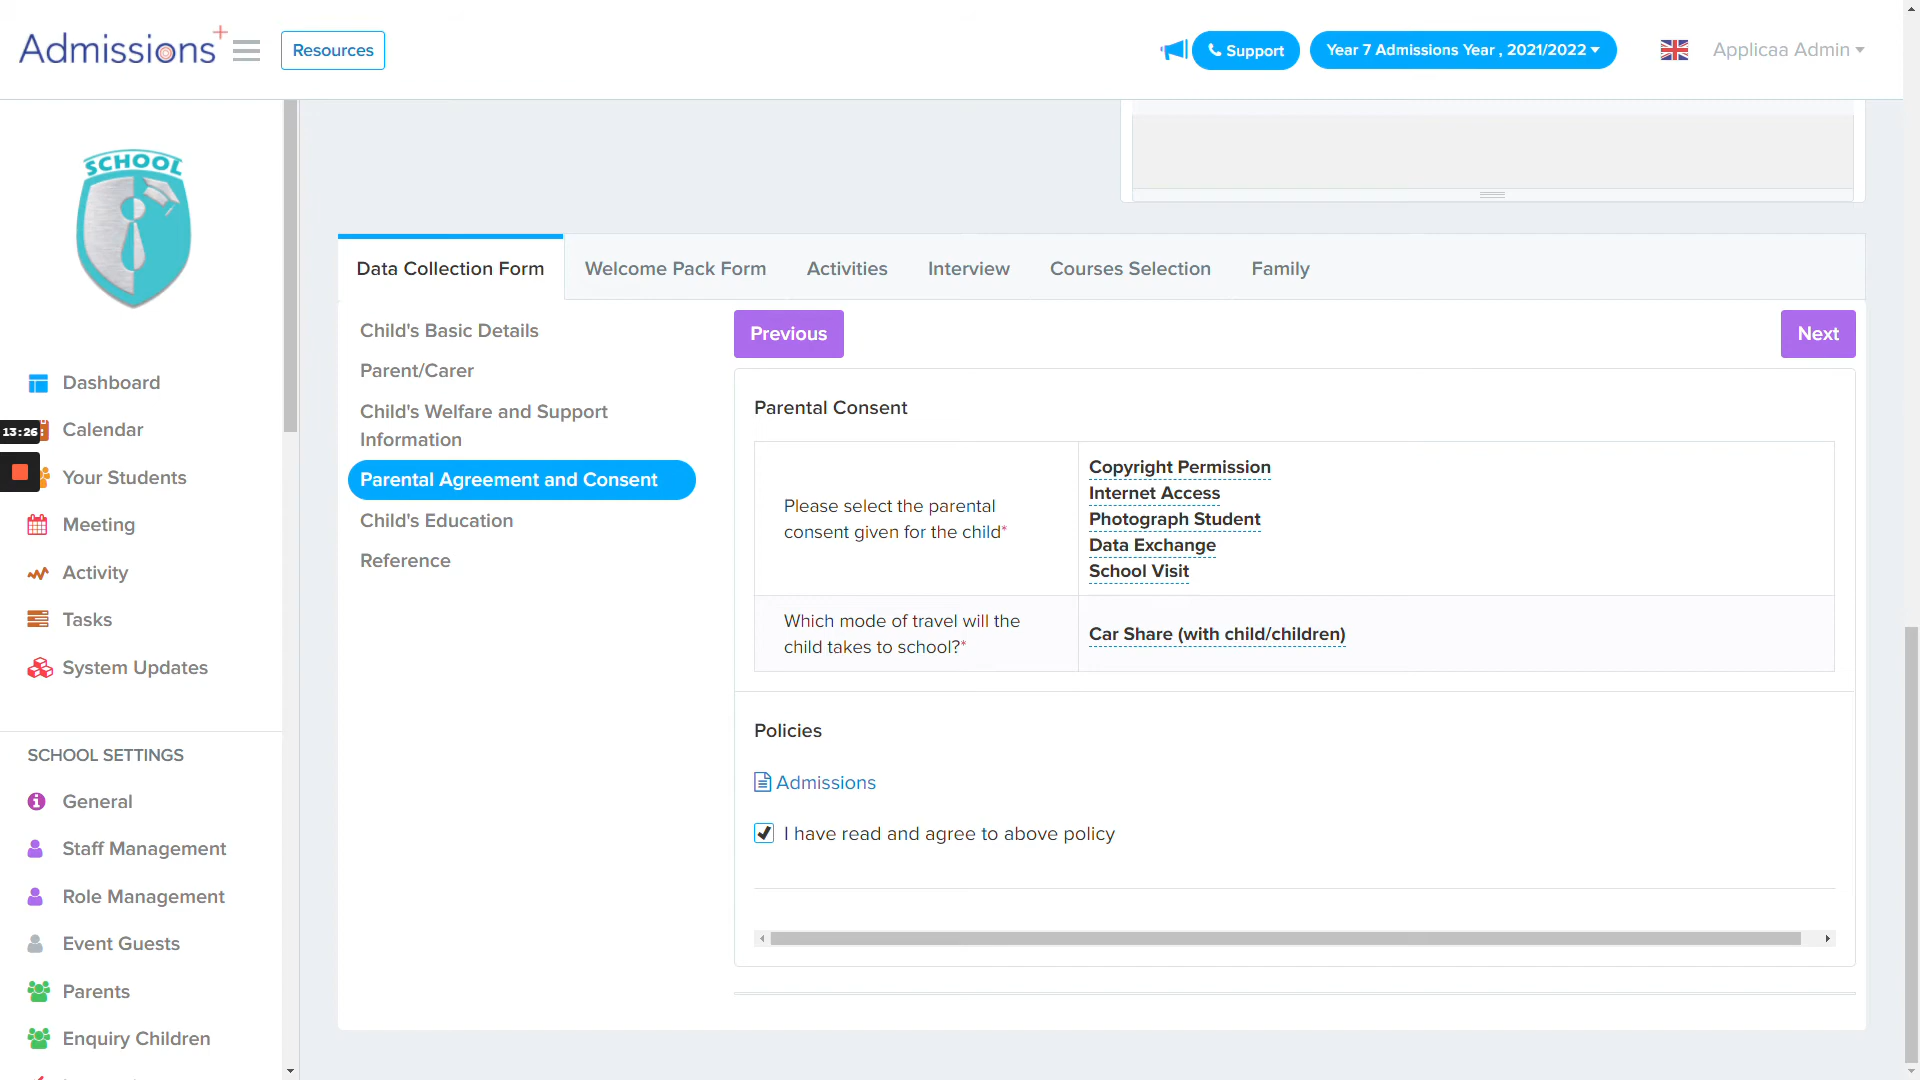 Admissions+
Resources
Support
Year 7 Admissions Year , 2021/2022
Applicaa Admin
SCHOOL
Dashboard
13:26
Calendar
Your Students
Meeting
Activity
Tasks
System Updates
SCHOOL SETTINGS
General
Staff Management
Role Management
Event Guests
Parents
Enquiry Children
Data Collection Form
Welcome Pack Form
Activities
Interview
Courses Selection
Family
Child's Basic Details
Parent/Carer
Child's Welfare and Support
Information
Parental Agreement and Consent
Child's Education
Reference
Previous
Next
Parental Consent
Please select the parental
consent given for the child*
Copyright Permission
Internet Access
Photograph Student
Data Exchange
School Visit
Which mode of travel will the
child takes to school?*
Car Share (with child/children)
Policies
Admissions
I have read and agree to above policy